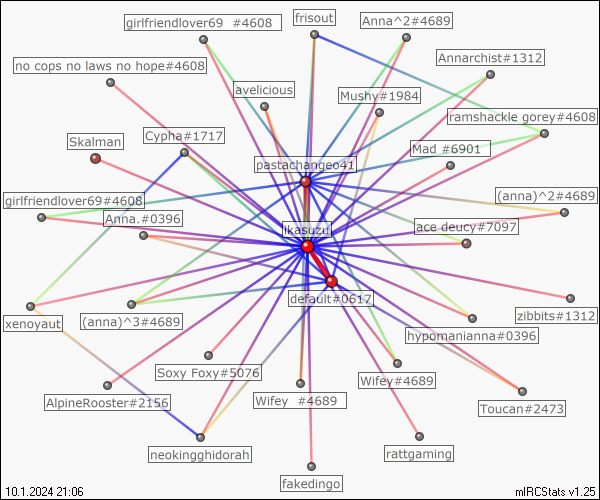 girlfriendlover69 #4608
frisout
Anna^2#4689
no cops no laws no hope#4608
Annarchist#1312
avelicious
Mushy#1984
ramshackle gorey#4608
Skalman
Cypha#1717
Mad #6901
pastachangeo41
girlfriendlover69#4608
(anna)^2#4689
Anna.#0396
ace deucy#7097
ikasuzu
default#0617
xenoyaut
(anna)^3#4689
zibbits#1312
hypomanianna#0396
Soxy Foxy#5076
Wifey#4689
AlpineRooster#2156
Wifey #4689
Toucan#2473
neokingghidorah
rattgaming
fakedingo
10.1.2024 21:06
mIRCStats v1.25